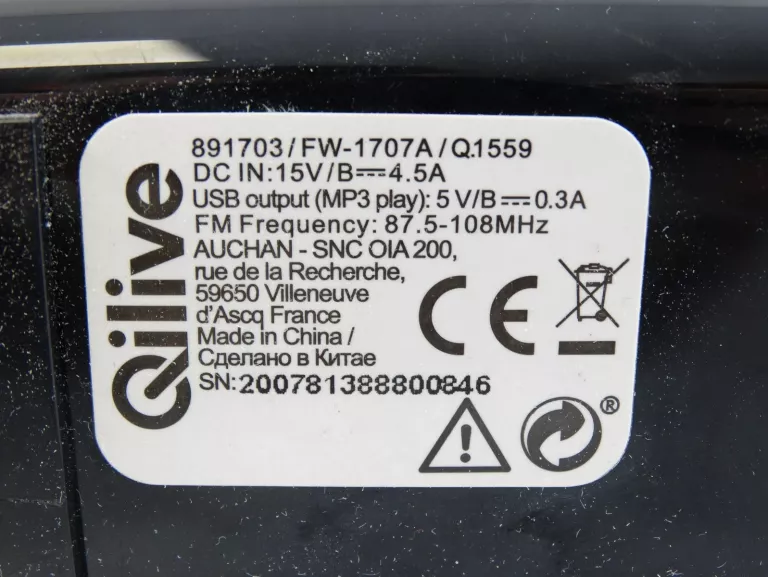 Qilive
891703/FW-1707A/Q.1559
DC IN:15V/B⎓4.5A
USB output (MP3 play): 5 V/B⎓0.3A
FM Frequency: 87.5-108MHz
AUCHAN - SNC OIA 200,
rue de la Recherche,
59650 Villeneuve
d'Ascq France
Made in China /
Сделано в Китае
SN:200781388800846
CE
®